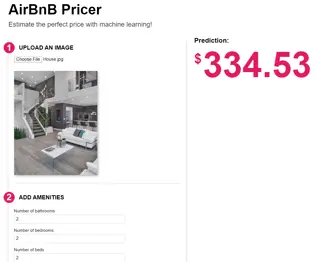 AirBnB Pricer
Estimate the perfect price with machine learning!
1 UPLOAD AN IMAGE
Choose File House.jpg
Prediction:
$334.53
2 ADD AMENITIES
Number of bathrooms
2
Number of bedrooms
2
Number of beds
2